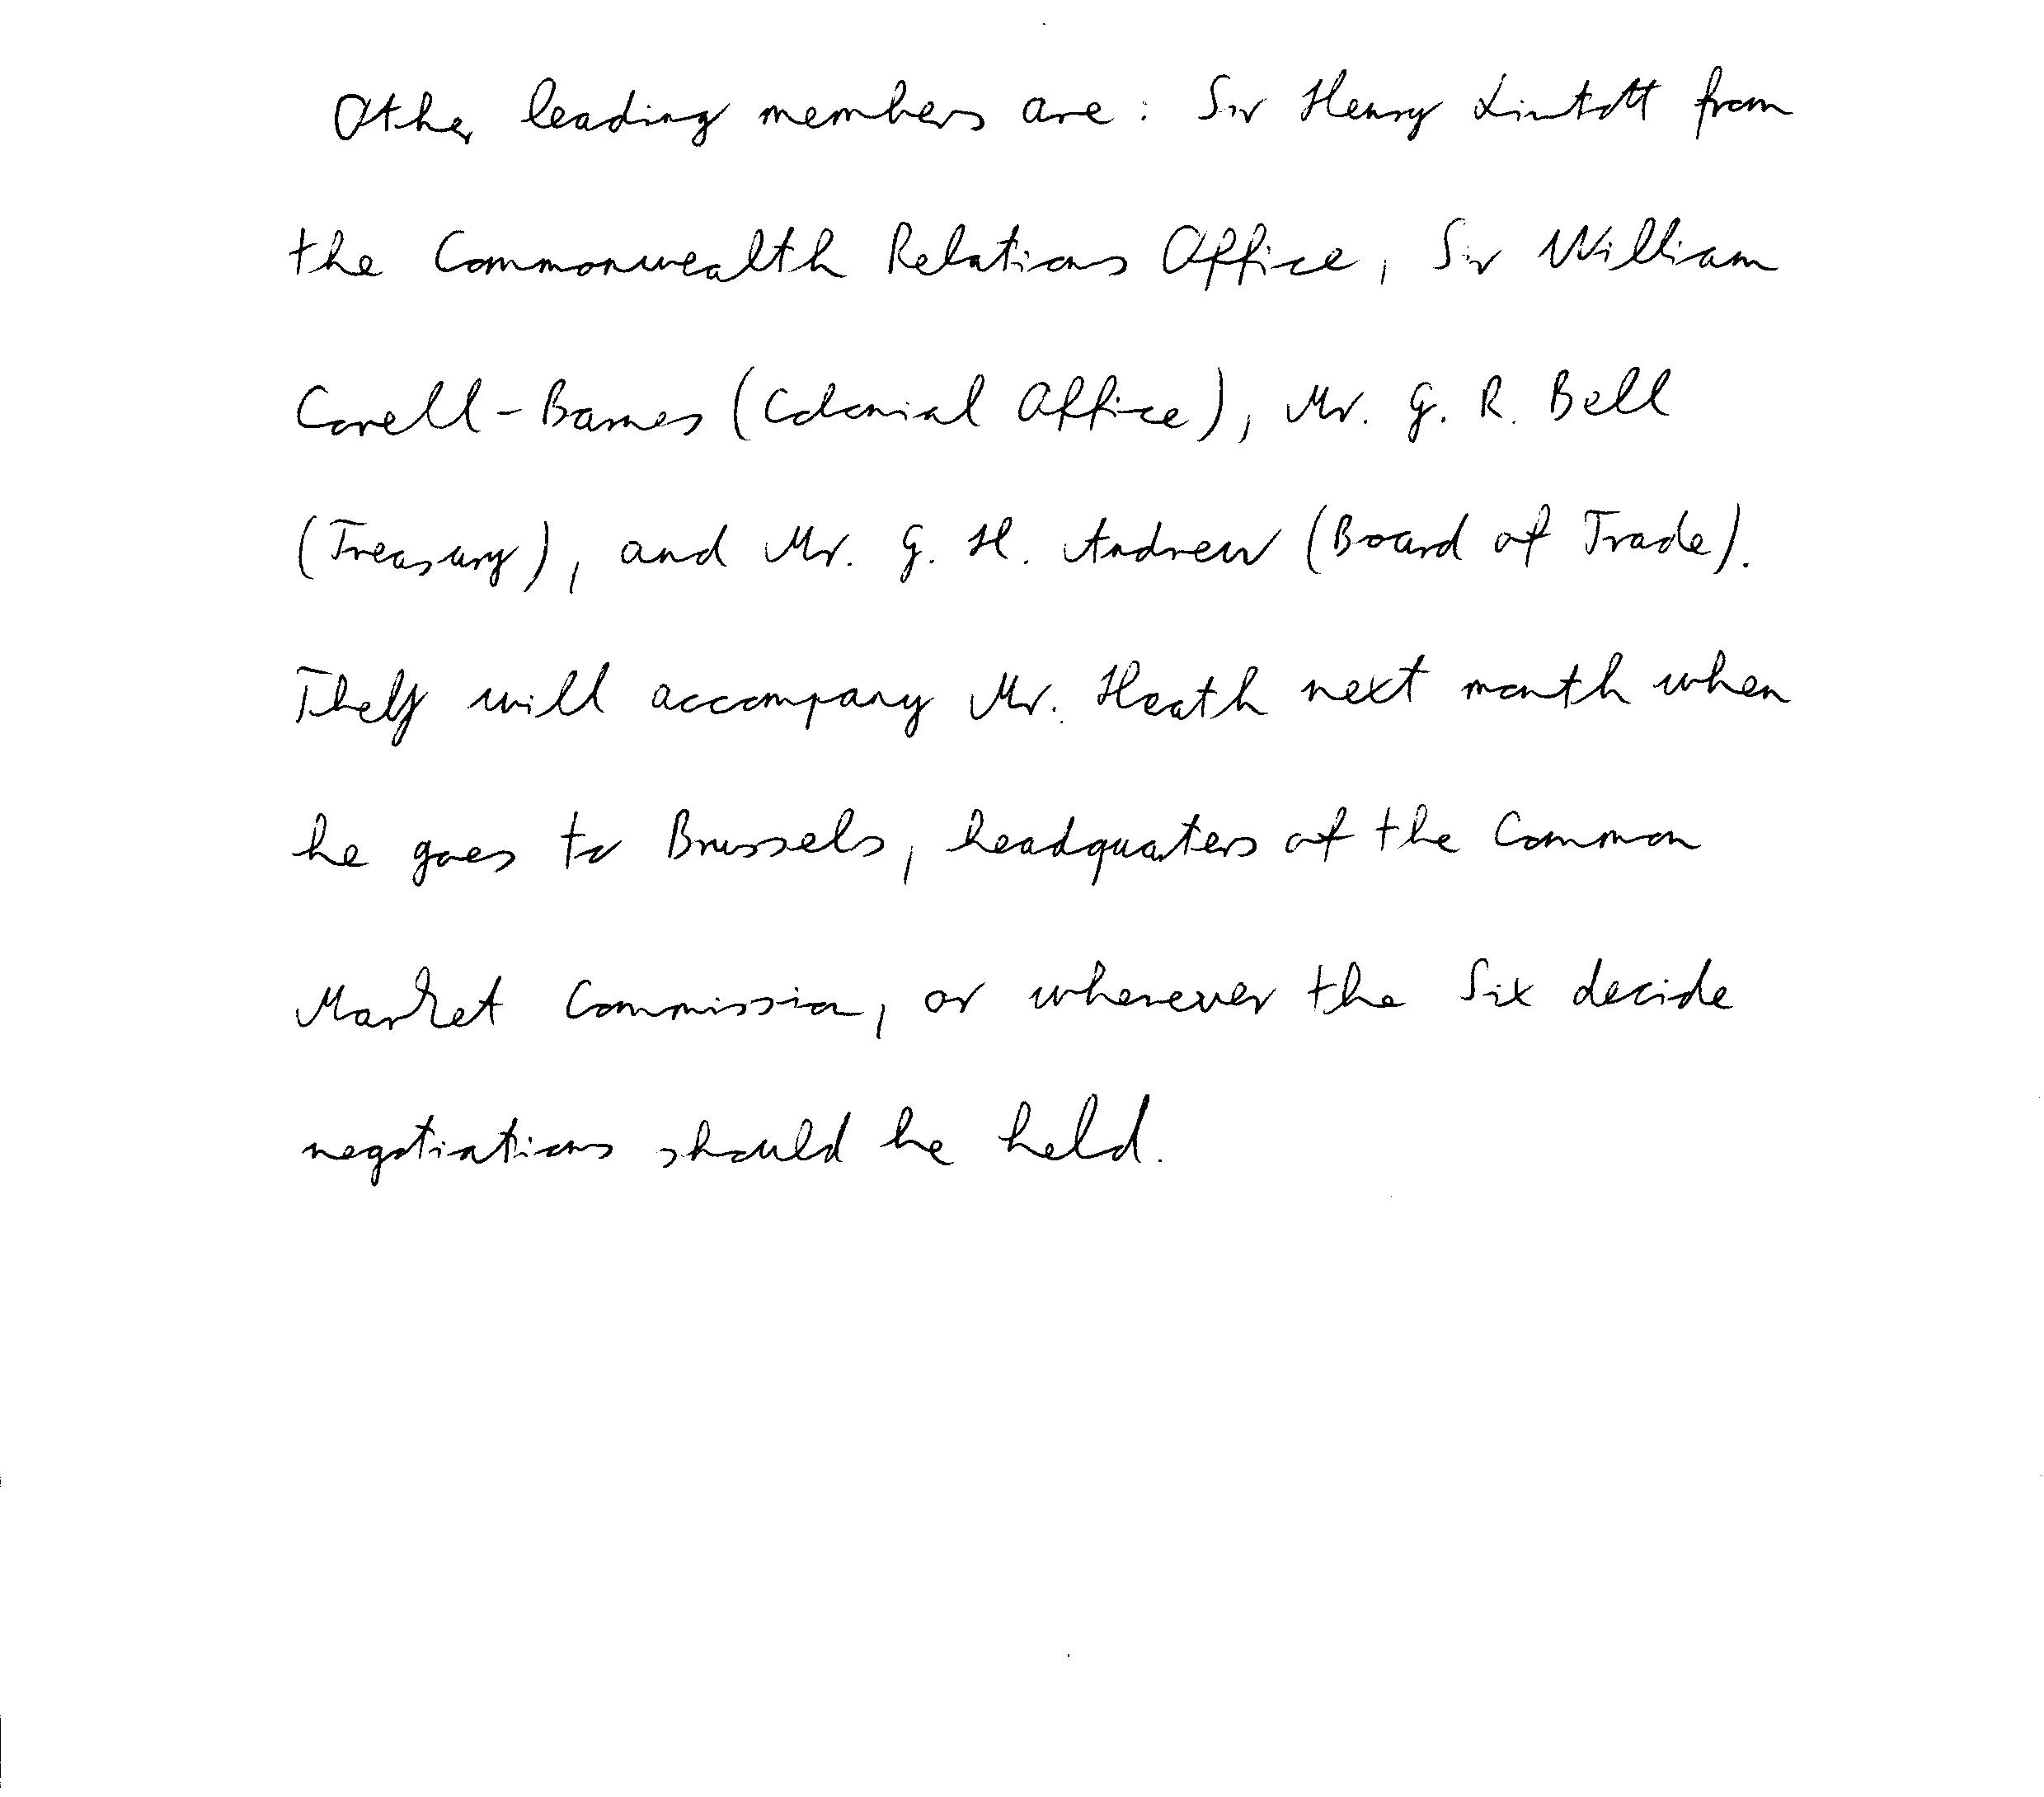 Other leading members are: Sir Henry Lintott from
the Commonwealth Relations Office, Sir William
Corell-Barnes (Colonial Office), Mr. G. R. Bell
(Treasury), and Mr. G. H. Andrew (Board of Trade).
They will accompany Mr. Heath next month when
he goes to Brussels, headquarters of the Common
Market Commission, or wherever the Six decide
negotiations should be held.